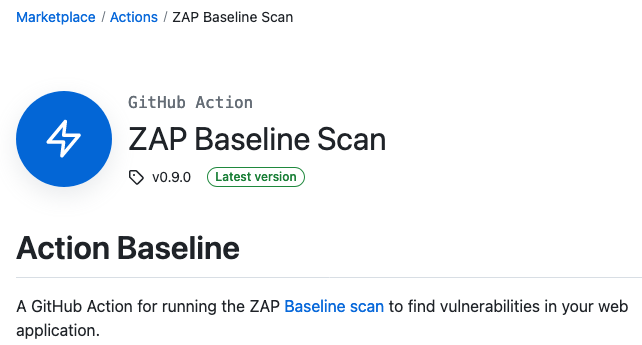 Marketplace / Actions / ZAP Baseline Scan
GitHub Action
ZAP Baseline Scan
v0.9.0 Latest version
Action Baseline
A GitHub Action for running the ZAP Baseline scan to find vulnerabilities in your web
application.